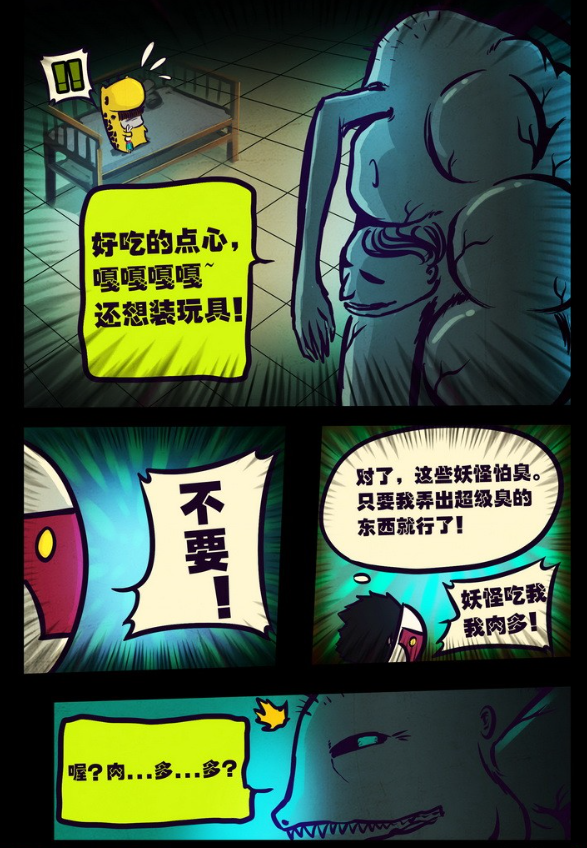 !!
好吃的点心，
嘎嘎嘎嘎~
还想装玩具！
不要！
对了，这些妖怪怕臭。
只要我弄出超级臭的
东西就行了！
妖怪吃我
我肉多！
喔？肉...多...多？